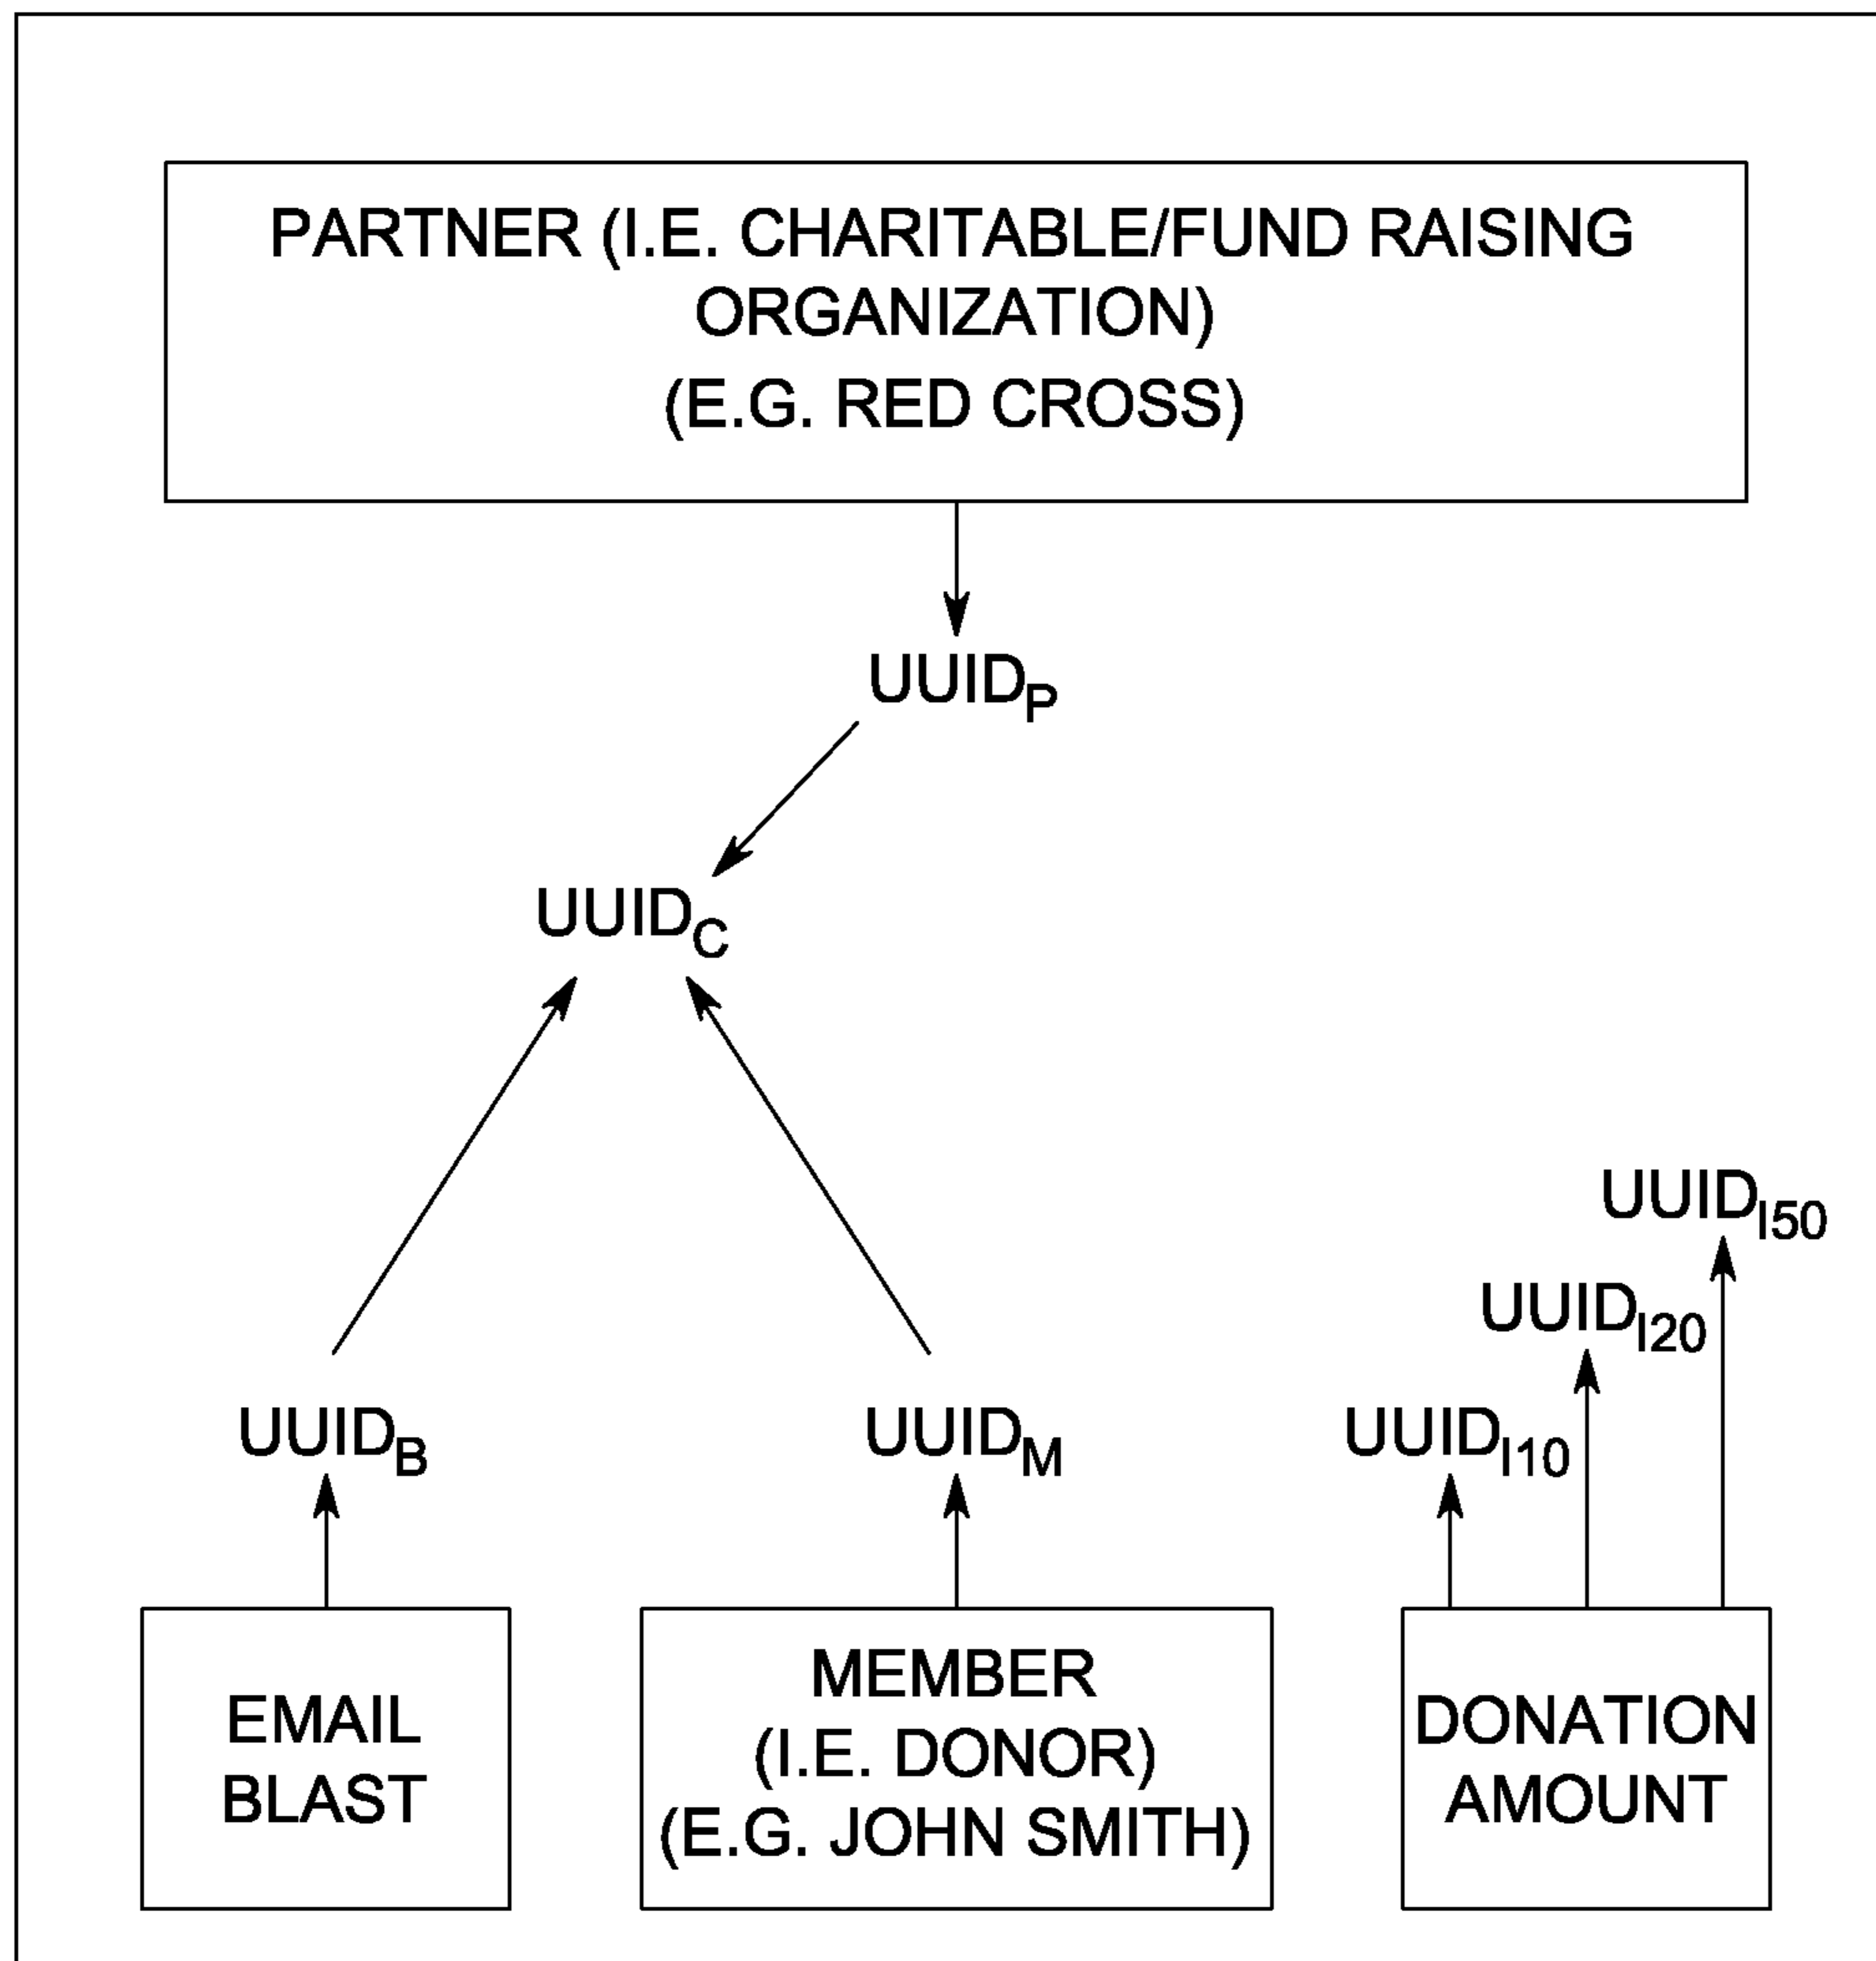 PARTNER (I.E. CHARITABLE/FUND RAISING
ORGANIZATION)
(E.G. RED CROSS)
UUIDP
UUIDC
UUIDI50
UUIDI20
UUIDB
UUIDM
UUIDI10
EMAIL
BLAST
MEMBER
(I.E. DONOR)
(E.G. JOHN SMITH)
DONATION
AMOUNT